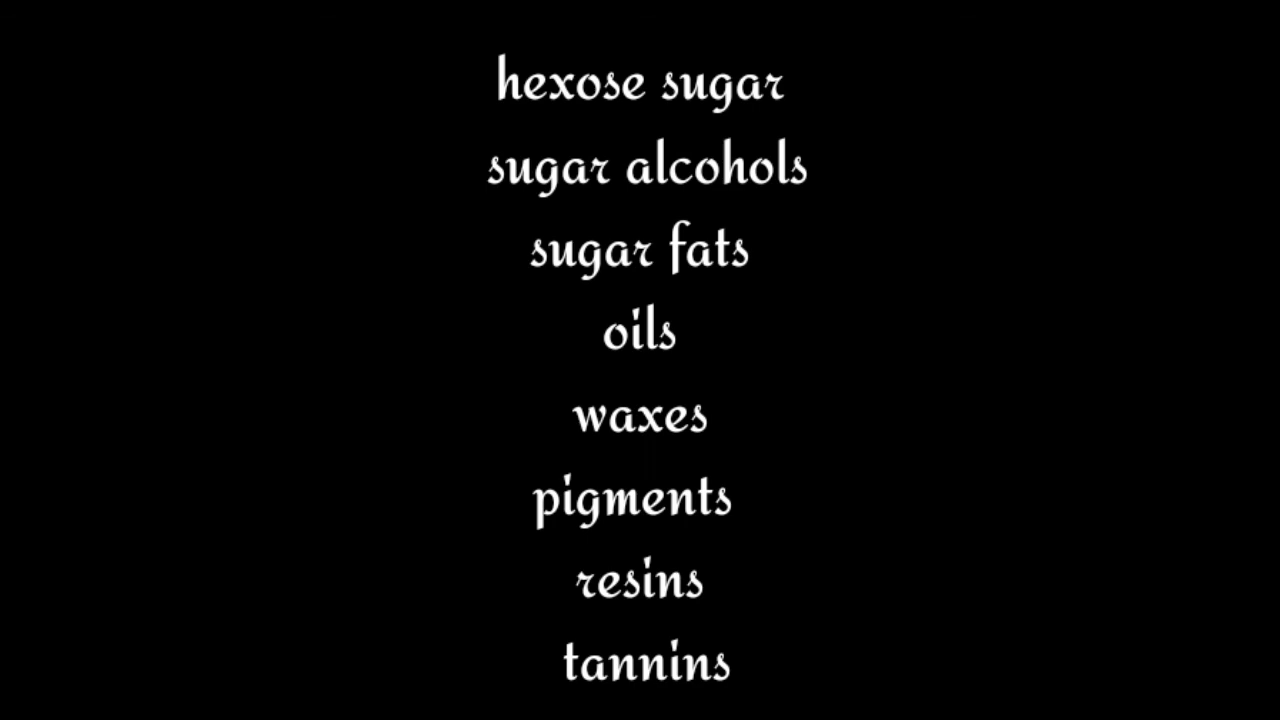 hexose sugar
sugar alcohols
sugar fats
oils
waxes
pigments
resins
tannins